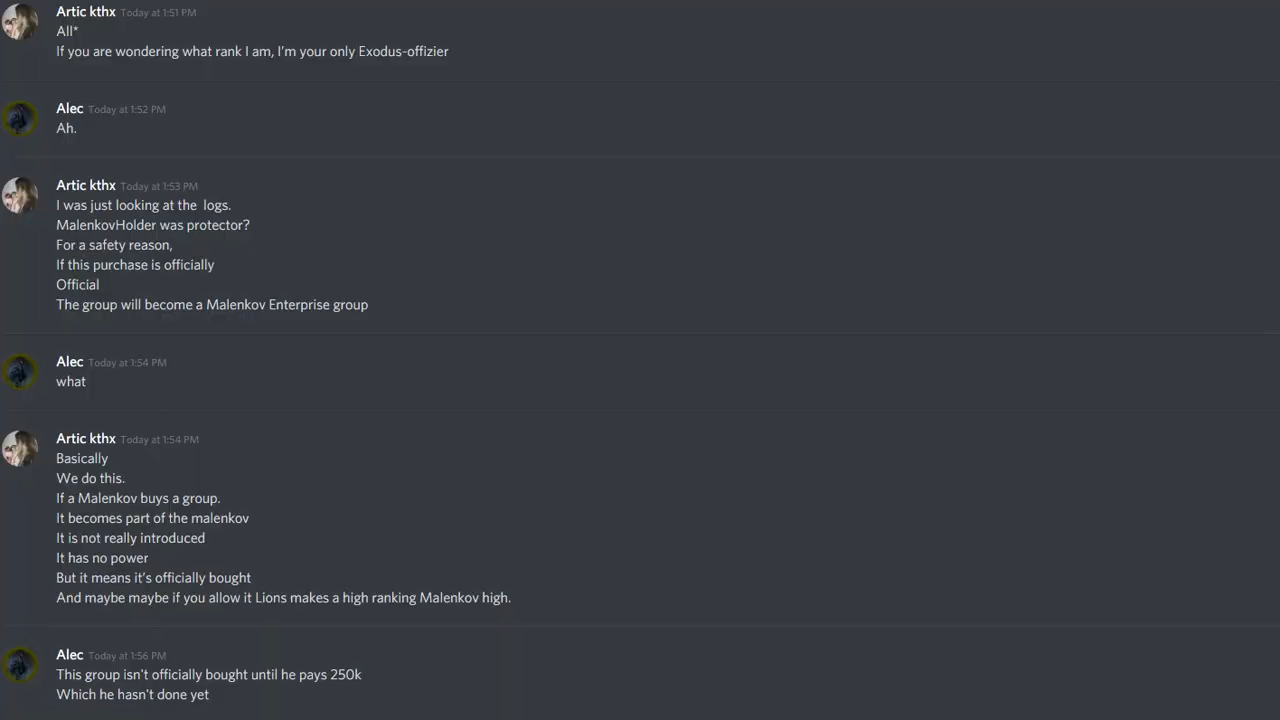 Artic kthx Today at 1:51 PM
All*
If you are wondering what rank I am, I'm your only Exodus-offizier
Alec Today at 1:52 PM
Ah.
Artic kthx Today at 1:53 PM
I was just looking at the logs.
MalenkovHolder was protector?
For a safety reason,
If this purchase is officially
Official
The group will become a Malenkov Enterprise group
Alec Today at 1:54 PM
what
Artic kthx Today at 1:54 PM
Basically
We do this.
If a Malenkov buys a group.
It becomes part of the malenkov
It is not really introduced
It has no power
But it means it's officially bought
And maybe maybe if you allow it Lions makes a high ranking Malenkov high.
Alec Today at 1:56 PM
This group isn't officially bought until he pays 250k
Which he hasn't done yet